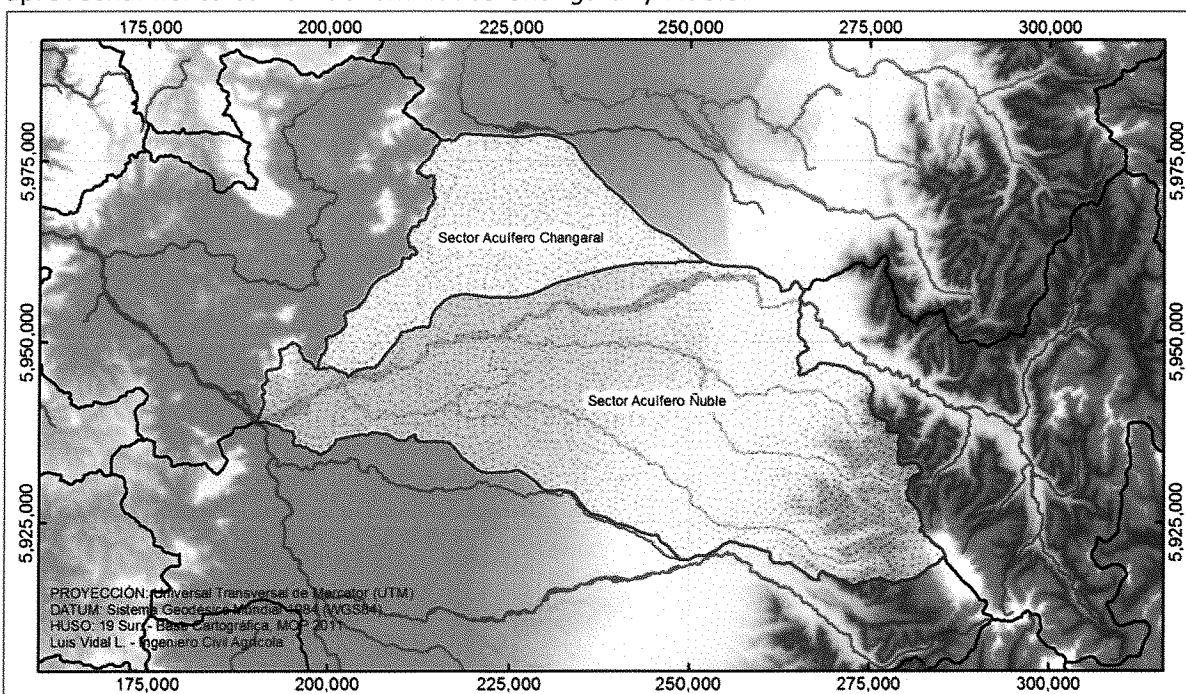 175,000 200,000 225,000 250,000 275,000 300,000
5,975,000 5,975,000
Sector Acuífero Changaral
5,950,000 5,950,000
Sector Acuífero Ñuble
5,925,000 5,925,000
PROYECCIÓN: Universal Transversal de Mercator (UTM)
DATUM: Sistema Geodésico Mundial 1984 (WGS84)
HUSO: 19 Sur - Base Cartográfica, MOP 2011
Luis Vidal L. - Ingeniero Civil Agrícola
175,000 200,000 225,000 250,000 275,000 300,000